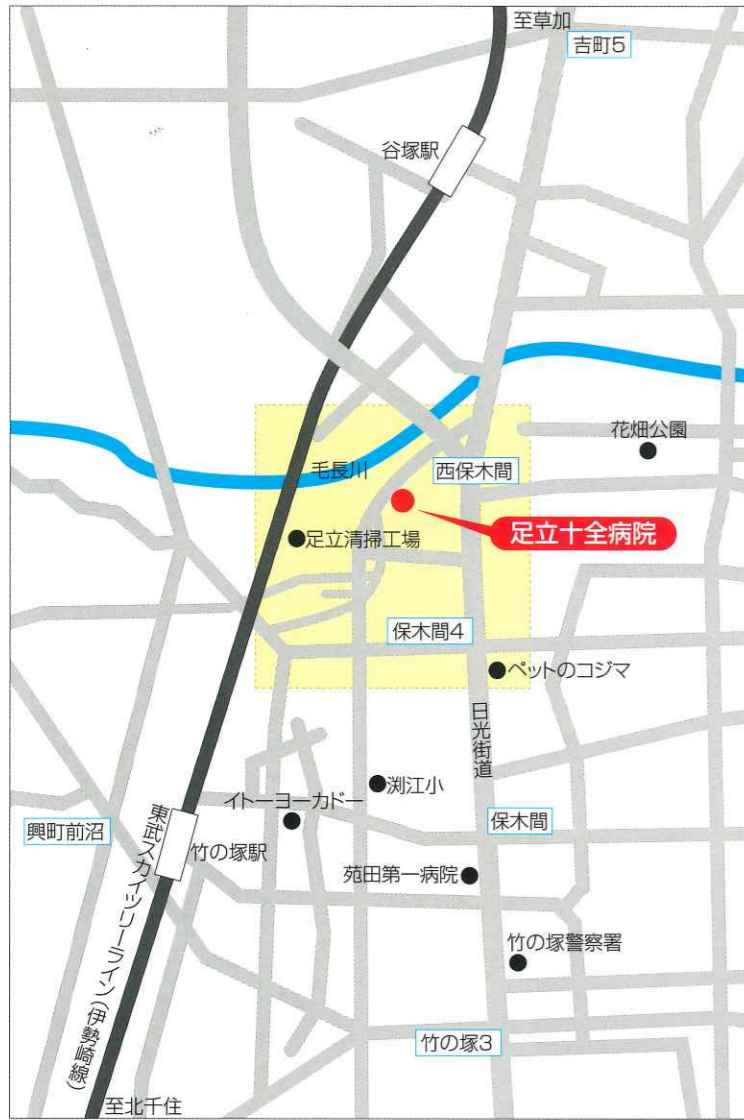 至草加
吉町5
谷塚駅
花畑公園
毛長川
西保木間
足立十全病院
足立清掃工場
保木間4
ペットのコジマ
日光街道
渕江小
イトーヨーカドー
保木間
興町前沼
竹の塚駅
東武スカイツリーライン(伊勢崎線)
苑田第一病院
竹の塚警察署
竹の塚3
至北千住